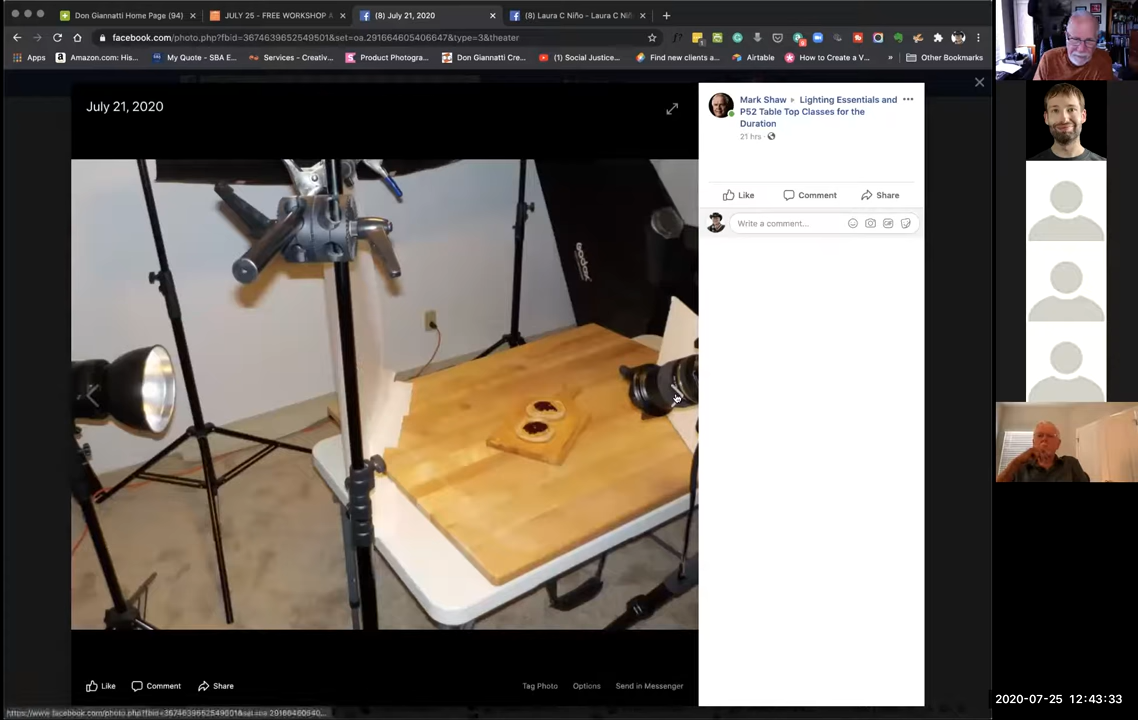 Don Giannatti Home Page (94)
JULY 25 - FREE WORKSHOP A
(8) July 21, 2020
(8) Laura C Niño - Laura C Ni
facebook.com/photo.php?fbid=3674639652549501&set=oa.291664605406647&type=3&theater
Apps
Amazon.com: His...
My Quote - SBA E...
Services - Creativ...
Product Photogra...
Don Giannatti Cre...
Social Justice...
Find new clients a...
Airtable
How to Create a V...
»
Other Bookmarks
July 21, 2020
Mark Shaw ▸ Lighting Essentials and
P52 Table Top Classes for the
Duration
21 hrs ·
Like
Comment
Share
Write a comment...
GODOX
Like
Comment
Share
Tag Photo
Options
Send in Messenger
2020-07-25 12:43:33